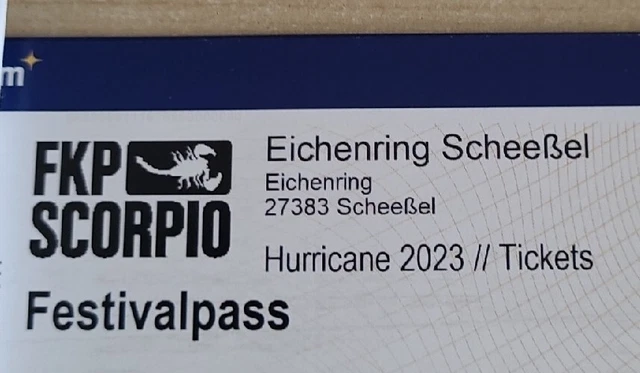 m
FKP
SCORPIO
Eichenring Scheeßel
Eichenring
27383 Scheeßel
Hurricane 2023 // Tickets
Festivalpass